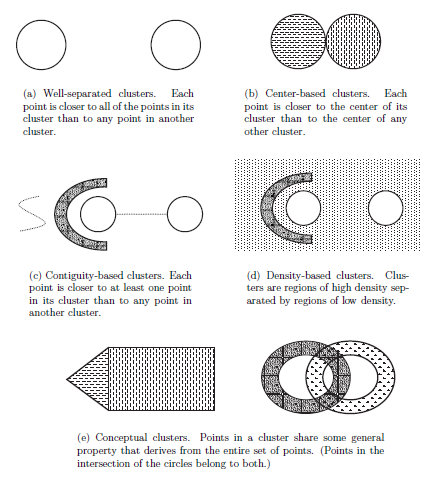 (a) Well-separated clusters. Each
point is closer to all of the points in its
cluster than to any point in another
cluster.
(b) Center-based clusters. Each
point is closer to the center of its
cluster than to the center of any
other cluster.
(c) Contiguity-based clusters. Each
point is closer to at least one point
in its cluster than to any point in
another cluster.
(d) Density-based clusters. Clus-
ters are regions of high density sep-
arated by regions of low density.
(e) Conceptual clusters. Points in a cluster share some general
property that derives from the entire set of points. (Points in the
intersection of the circles belong to both.)